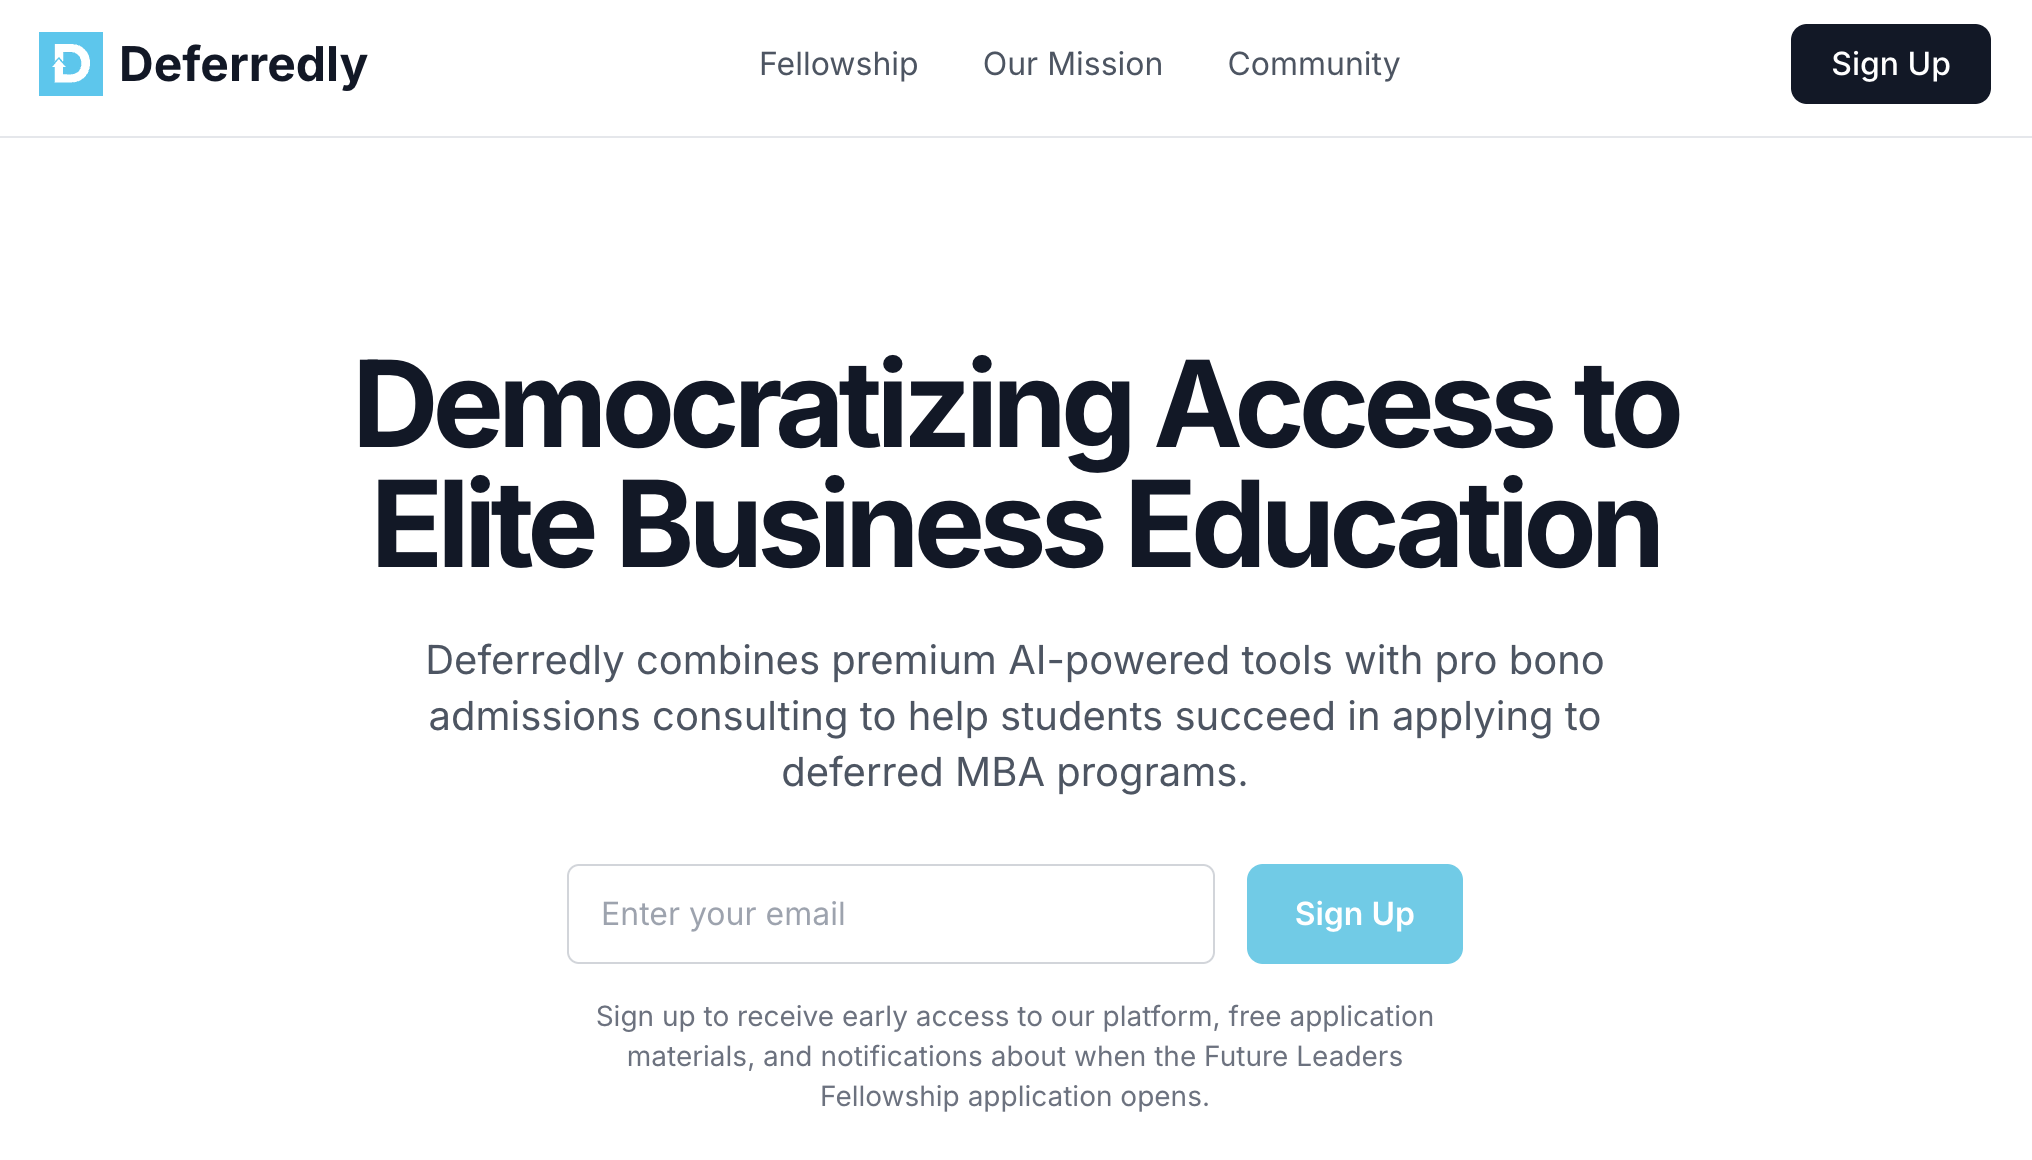 Deferredly
Fellowship
Our Mission
Community
Sign Up
Democratizing Access to
Elite Business Education
Deferredly combines premium AI-powered tools with pro bono
admissions consulting to help students succeed in applying to
deferred MBA programs.
Enter your email
Sign Up
Sign up to receive early access to our platform, free application
materials, and notifications about when the Future Leaders
Fellowship application opens.